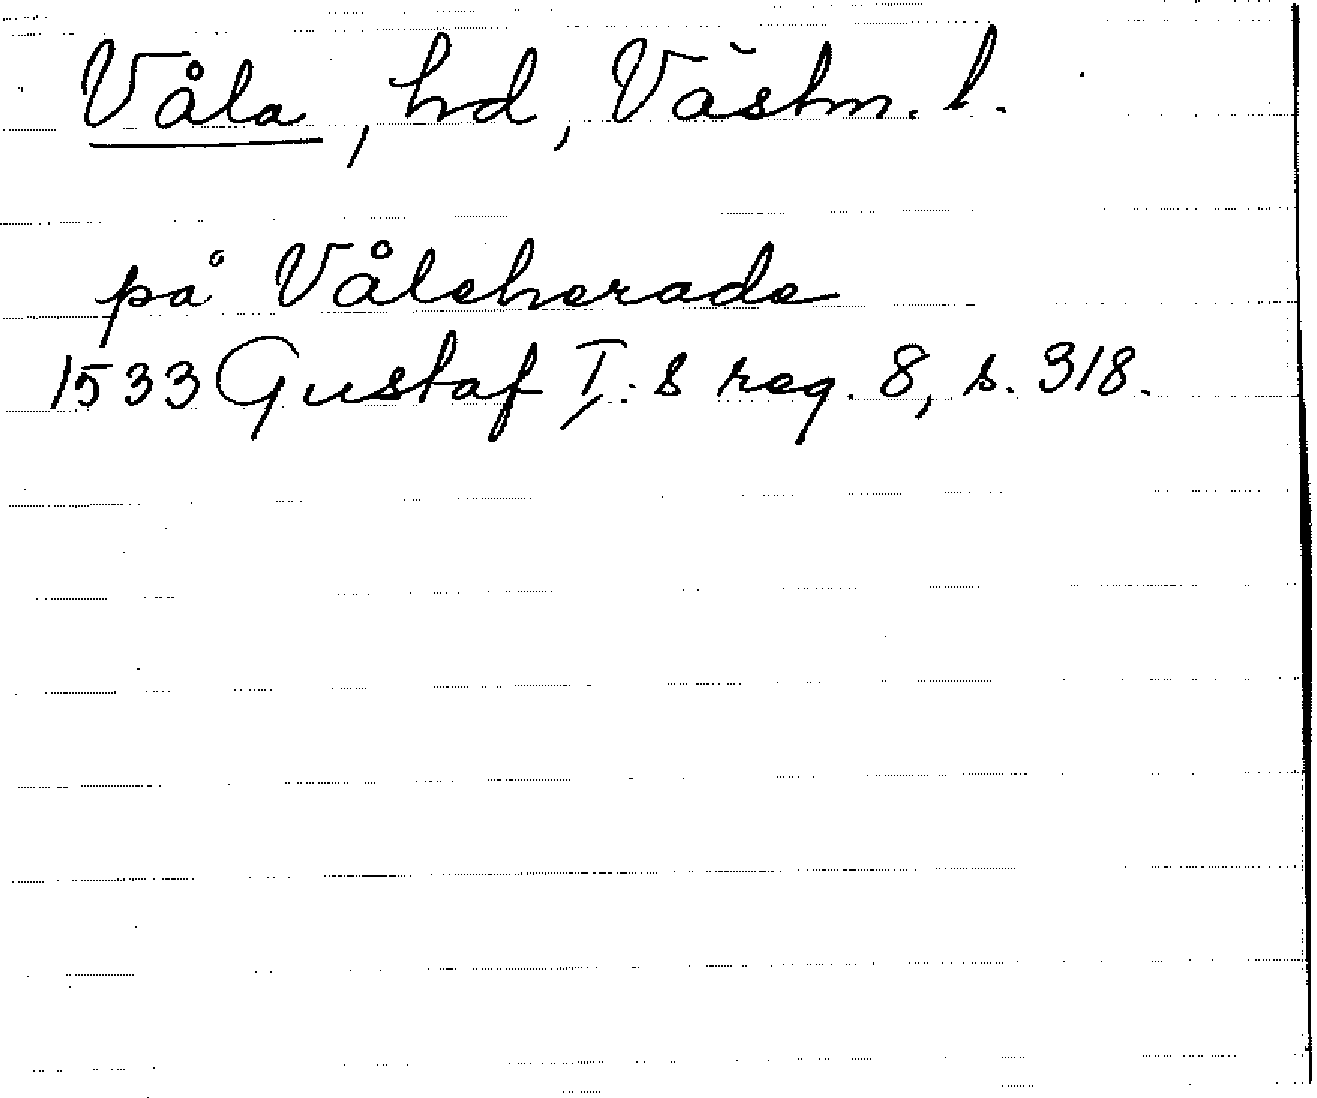 Våla, hd, Västm. l.
på Våleherade
1533 Gustaf I:s reg. 8, s. 318.